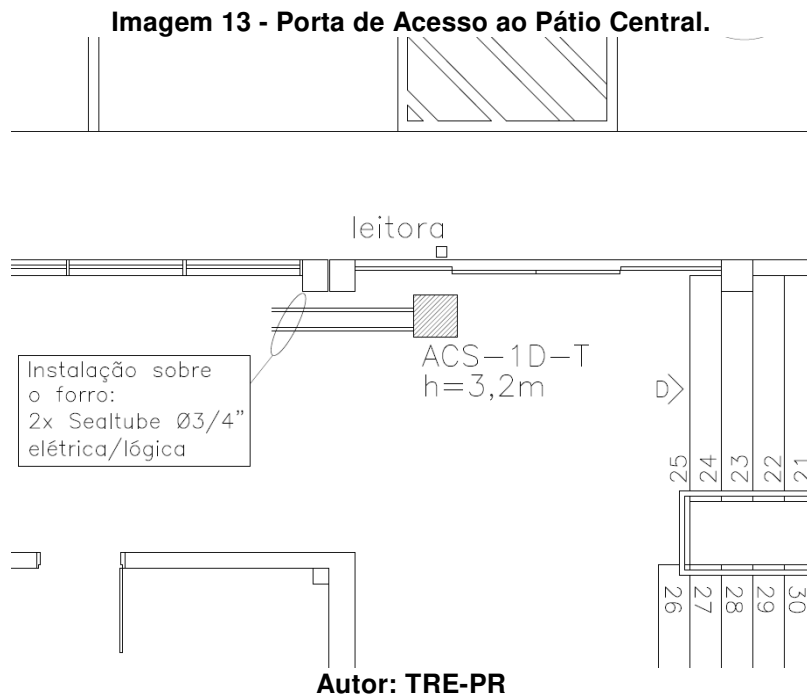 Imagem 13 - Porta de Acesso ao Pátio Central.
leitora
ACS-1D-T
h=3,2m
Instalação sobre
o forro:
2x Sealtube Ø3/4"
elétrica/lógica
D
25 24 23 22 21
26 27 28 29 30
Autor: TRE-PR